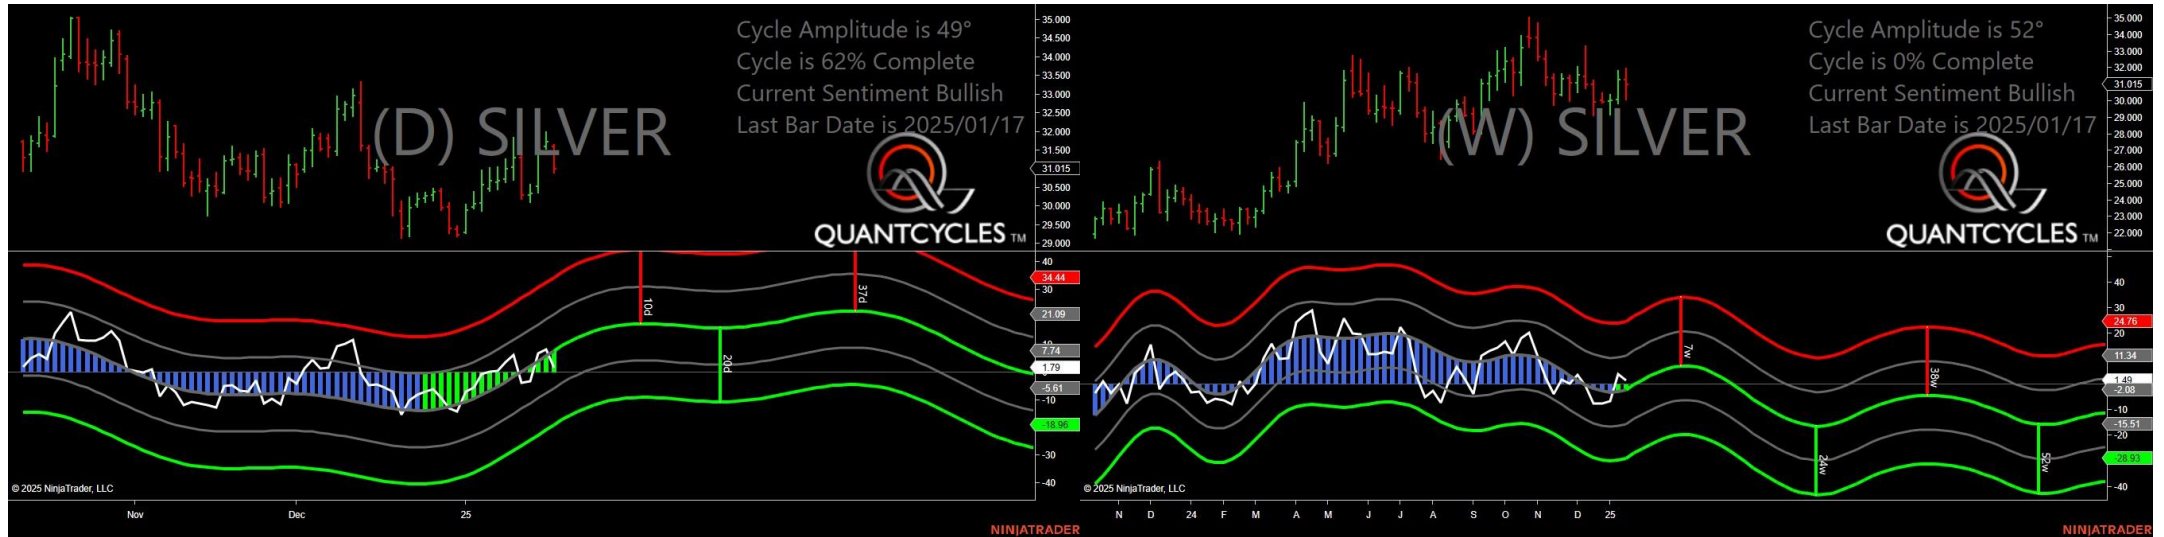 Cycle Amplitude is 49°
Cycle is 62% Complete
Current Sentiment Bullish
Last Bar Date is 2025/01/17
(D) SILVER
QUANTCYCLES TM
35.000
34.500
34.000
33.500
33.000
32.500
32.000
31.500
31.015
30.500
30.000
29.500
29.000
40
34.44
30
21.09
7.74
1.79
-5.61
-10
-18.96
-30
-40
10d
20d
37d
© 2025 NinjaTrader, LLC
Nov
Dec
25
NINJATRADER
Cycle Amplitude is 52°
Cycle is 0% Complete
Current Sentiment Bullish
Last Bar Date is 2025/01/17
(W) SILVER
QUANTCYCLES TM
35.000
34.000
33.000
32.000
31.015
30.000
29.000
28.000
27.000
26.000
25.000
24.000
23.000
22.000
40
30
24.76
20
11.34
1.49
-2.08
-10
-15.51
-20
-28.93
-40
7w
24w
38w
52w
© 2025 NinjaTrader, LLC
N D 24 F M A M J J A S O N D 25
NINJATRADER